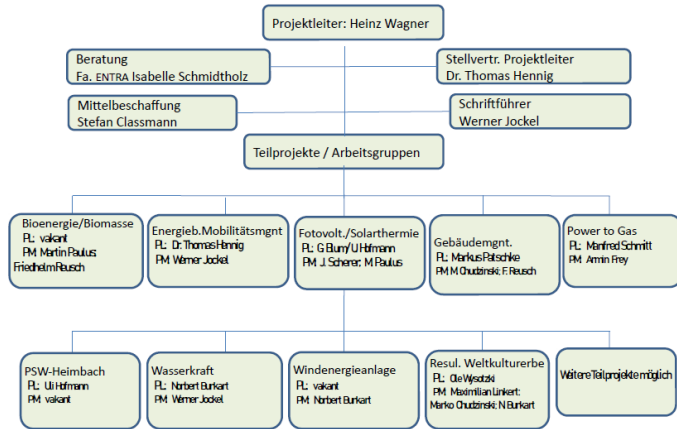 Projektleiter: Heinz Wagner
Beratung
Fa. ENTRA Isabelle Schmidtholz
Stellvertr. Projektleiter
Dr. Thomas Hennig
Mittelbeschaffung
Stefan Classmann
Schriftführer
Werner Jockel
Teilprojekte / Arbeitsgruppen
Bioenergie/Biomasse
PL: vakant
PM: Martin Paulus;
Friedhelm Reusch
Energieb.Mobilitätsmgnt
PL: Dr. Thomas Hennig
PM: Werner Jockel
Fotovolt./Solarthermie
PL: G. Blum/ U. Hofmann
PM: J. Scherer; M. Paulus
Gebäudemgnt.
PL: Markus Patschke
PM: M. Chudzinski; F. Reusch
Power to Gas
PL: Manfred Schmitt
PM: Armin Frey
PSW-Heimbach
PL: Uli Hofmann
PM: vakant
Wasserkraft
PL: Norbert Burkart
PM: Werner Jockel
Windenergieanlage
PL: vakant
PM: Norbert Burkart
Resul. Weltkulturerbe
PL: Ole Wysotzki
PM: Maximilian Linkert;
Marko Chudzinski; N. Burkart
Weitere Teilprojekte möglich